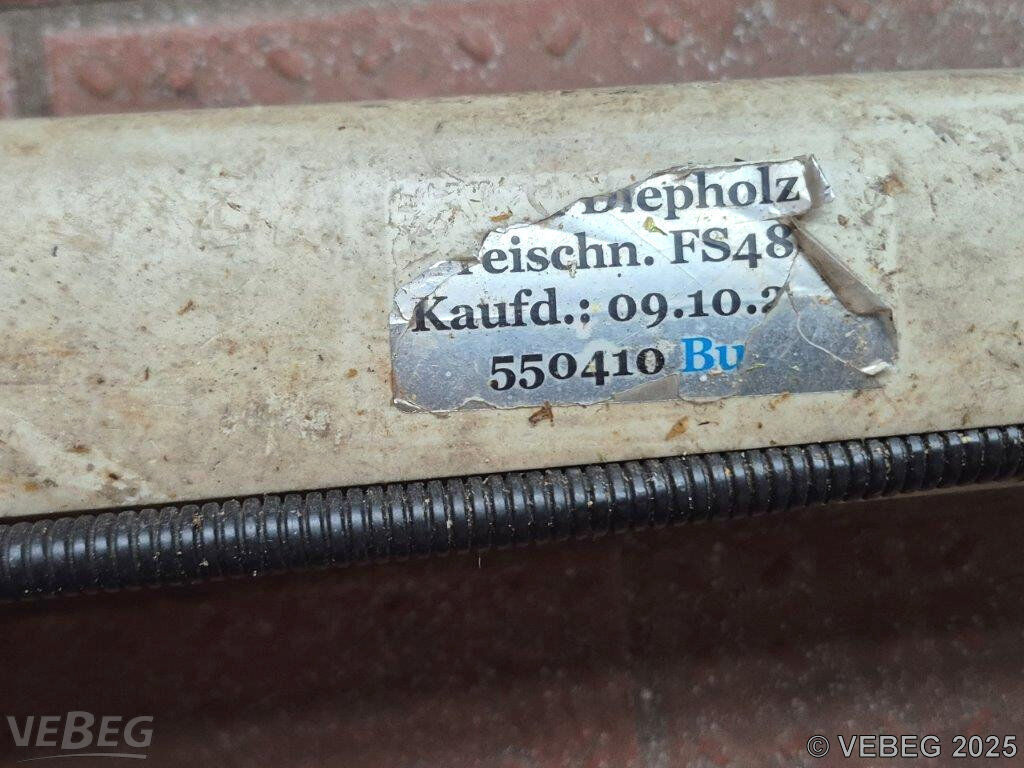 Diepholz
reischn. FS48
Kaufd.: 09.10.2
550410 Bu
VEBEG
© VEBEG 2025